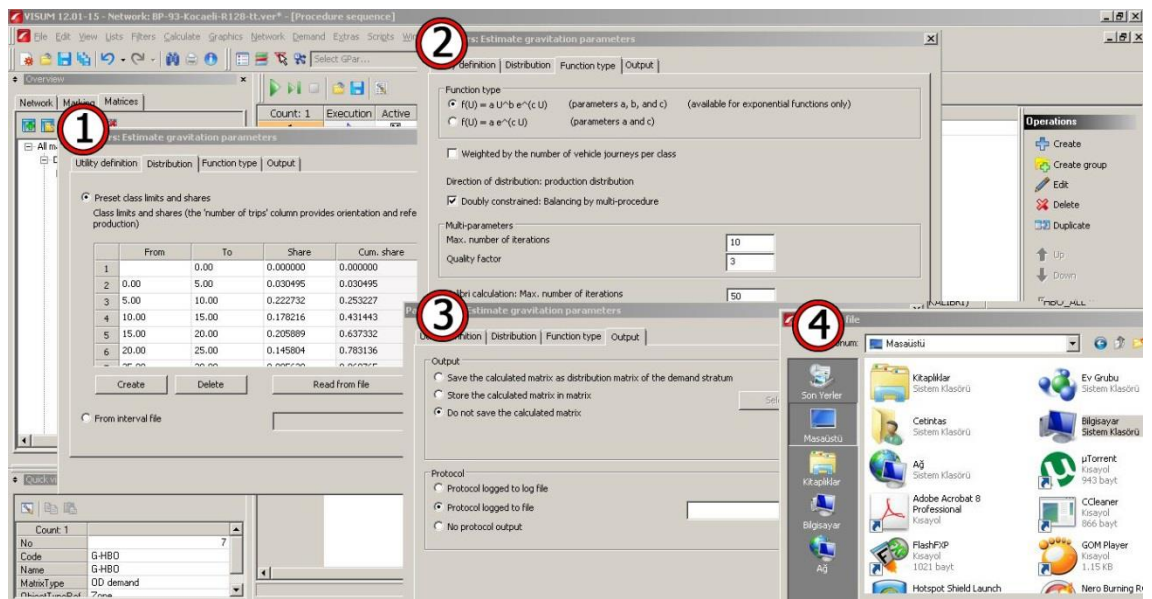 VISUM 12.01-15 - Network: BP-93-Kocaeli-R128-tt.ver* - [Procedure sequence]
File Edit View Lists Filters Calculate Graphics Network Demand Extras Scripts
Select GPar...
Overview
Network Matrices
Count: 1 Execution Active
1
: Estimate gravitation parameters
Utility definition Distribution Function type Output
Preset class limits and shares
Class limits and shares (the 'number of trips' column provides orientation and refe
production)
From To Share Cum. share
1 0.00 0.000000 0.000000
2 0.00 5.00 0.030495 0.030495
3 5.00 10.00 0.222732 0.253227
4 10.00 15.00 0.178216 0.431443
5 15.00 20.00 0.205889 0.637332
6 20.00 25.00 0.145804 0.783136
Create Delete Read from file
From interval file
Count: 1
No 7
Code G-HBO
Name G-HBO
MatrixType OD demand
2
: Estimate gravitation parameters
definition Distribution Function type Output
Function type
f(U) = a U^b e^(c U) (parameters a, b, and c) (available for exponential functions only)
f(U) = a e^(c U) (parameters a and c)
Weighted by the number of vehicle journeys per class
Direction of distribution: production distribution
Doubly constrained: Balancing by multi-procedure
Multi-parameters
Max. number of iterations 10
Quality factor 3
calculation: Max. number of iterations 50
3
Estimate gravitation parameters
Distribution Function type Output
Output
Save the calculated matrix as distribution matrix of the demand stratum
Store the calculated matrix in matrix
Do not save the calculated matrix
Protocol
Protocol logged to log file
Protocol logged to file
No protocol output
Operations
Create
Create group
Edit
Delete
Duplicate
Up
Down
4
file
Masaüstü
Son Yerler
Masaüstü
Kitaplıklar
Bilgisayar
Ağ
Kitaplıklar
Sistem Klasörü
Ev Grubu
Sistem Klasörü
Cetintas
Sistem Klasörü
Bilgisayar
Sistem Klasörü
Ağ
Sistem Klasörü
µTorrent
Kısayol
943 bayt
Adobe Acrobat 8
Professional
Kısayol
CCleaner
Kısayol
866 bayt
FlashFXP
Kısayol
1021 bayt
GOM Player
Kısayol
1.15 KB
Hotspot Shield Launch
Nero Burning R